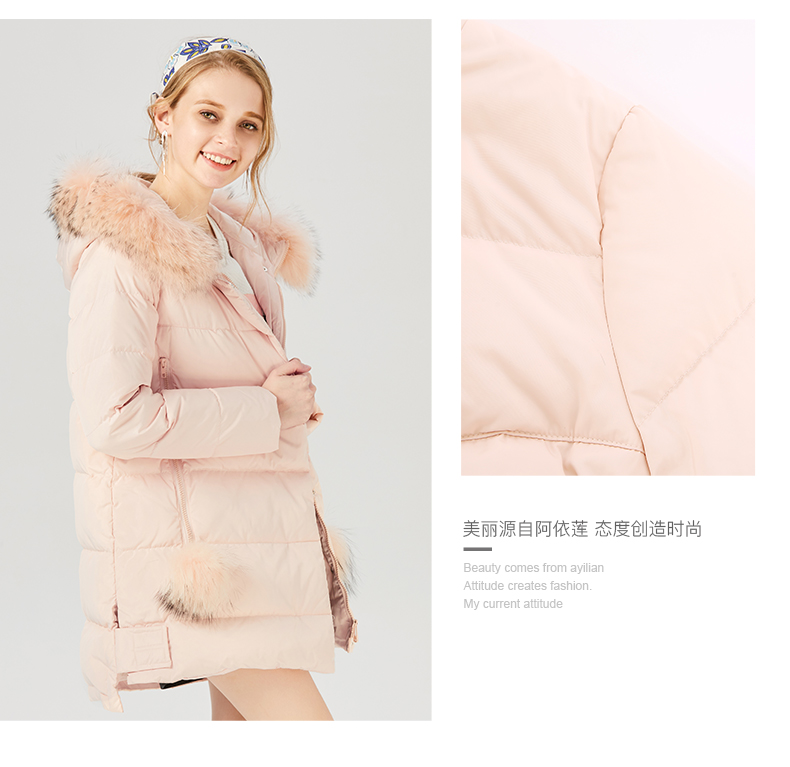 美丽源自阿依莲 态度创造时尚
Beauty comes from ayilian
Attitude creates fashion.
My current attitude